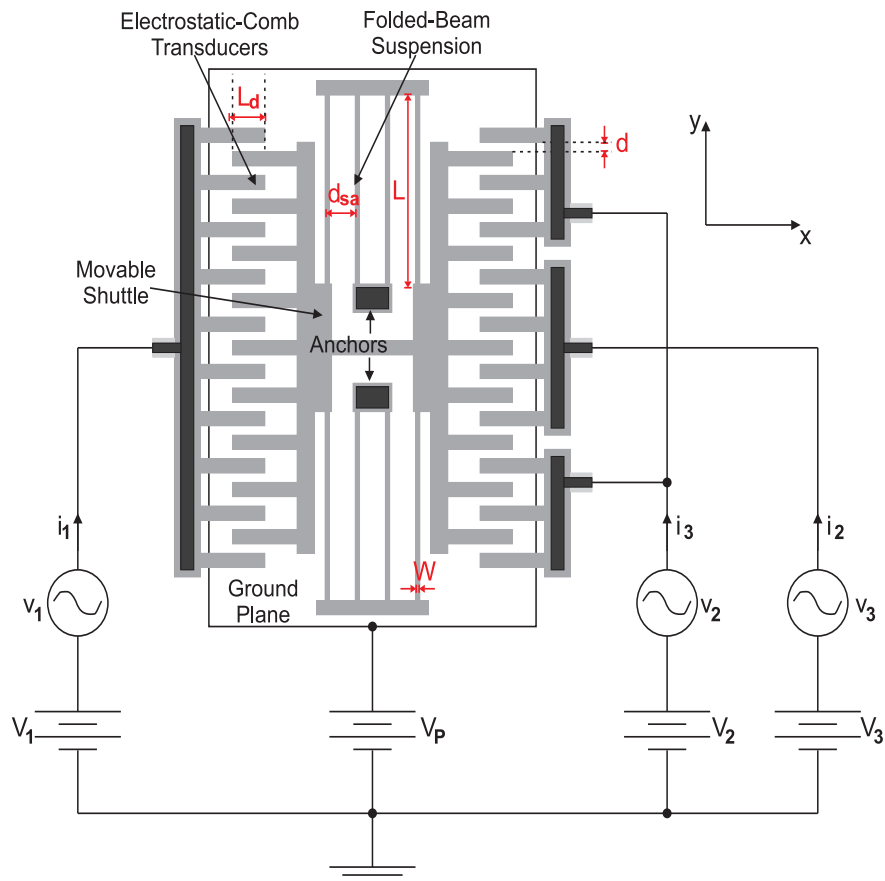 Electrostatic-Comb
Transducers
Folded-Beam
Suspension
Ld
dsa
L
d
y
x
Movable
Shuttle
Anchors
i1
i3
i2
W
Ground
Plane
v1
v2
v3
V1
VP
V2
V3